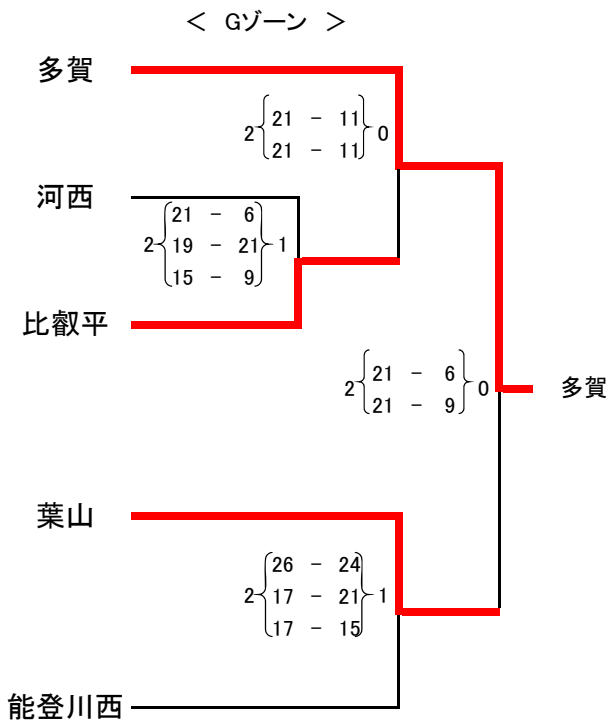 < Gゾーン >
多賀
2 21 - 11 0
21 - 11
河西
21 - 6
2 19 - 21 1
15 - 9
比叡平
2 21 - 6 0
21 - 9
多賀
葉山
26 - 24
2 17 - 21 1
17 - 15
能登川西